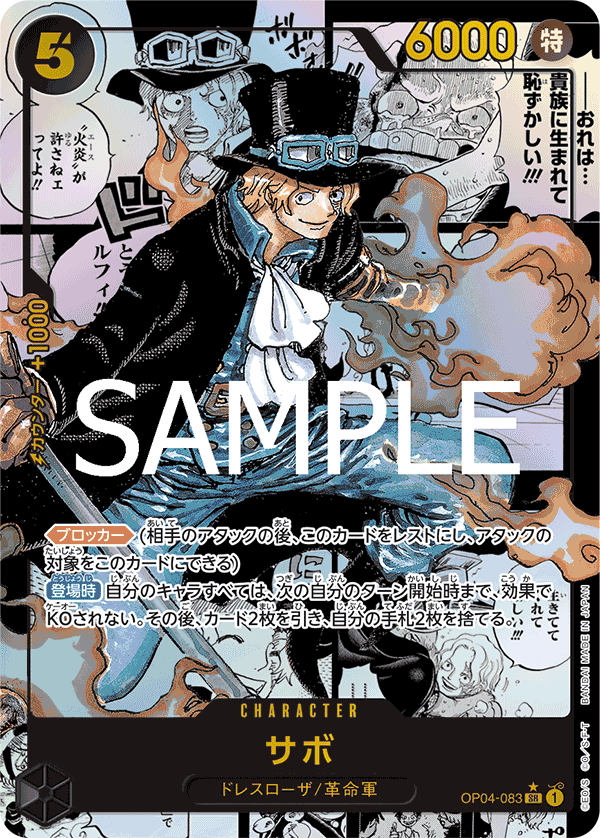 5
6000
特
ボオオ
――おれは…
貴族に生まれて
恥ずかしい!!!
"火炎"が
許さねェ
ってよ!!
エース
ゆる
ルフィ!!
カウンター+1000
SAMPLE
ブロッカー (相手のアタックの後、このカードをレストにし、アタックの
対象をこのカードにできる)
登場時 自分のキャラすべては、次の自分のターン開始時まで、効果で
KOされない。その後、カード2枚を引き、自分の手札2枚を捨てる。
CHARACTER
サボ
ドレスローザ/革命軍
OP04-083 SR 1
©E.O/S ©O./S・F・T BANDAI MADE IN JAPAN